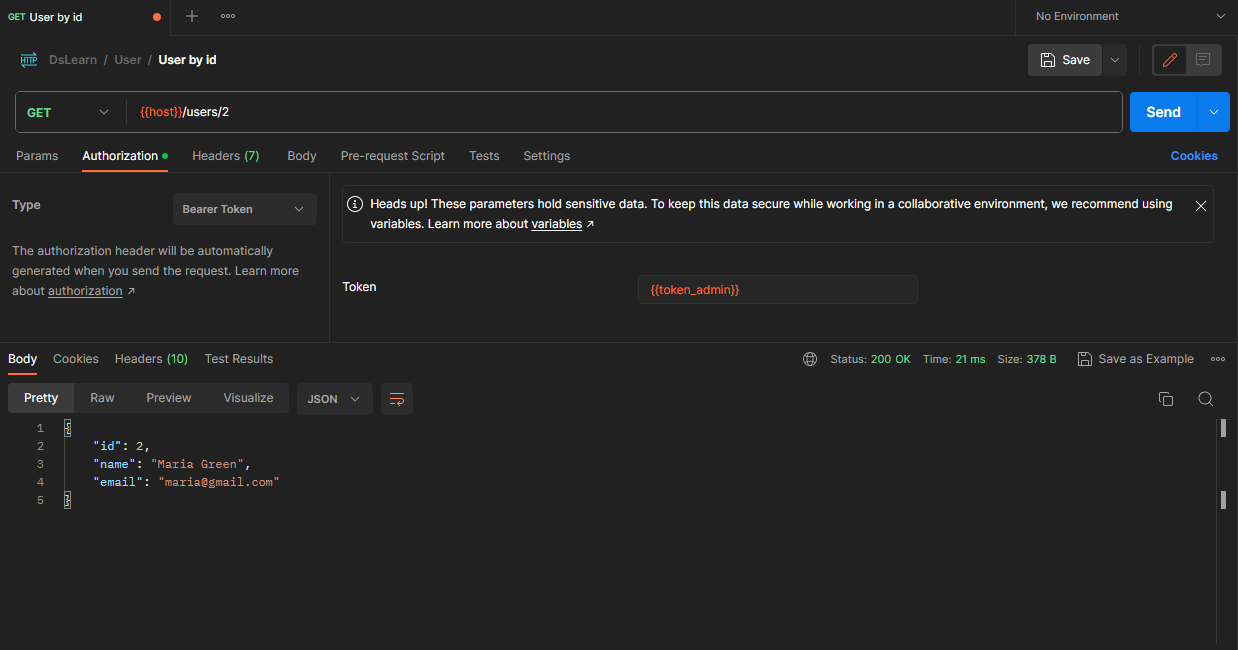 GET User by id
No Environment
HTTP DsLearn / User / User by id
Save
GET {{host}}/users/2
Send
Params Authorization Headers (7) Body Pre-request Script Tests Settings Cookies
Type Bearer Token
The authorization header will be automatically
generated when you send the request. Learn more
about authorization ↗
Heads up! These parameters hold sensitive data. To keep this data secure while working in a collaborative environment, we recommend using
variables. Learn more about variables ↗
Token {{token_admin}}
Body Cookies Headers (10) Test Results Status: 200 OK Time: 21 ms Size: 378 B Save as Example
Pretty Raw Preview Visualize JSON
1 {
2 "id": 2,
3 "name": "Maria Green",
4 "email": "maria@gmail.com"
5 }